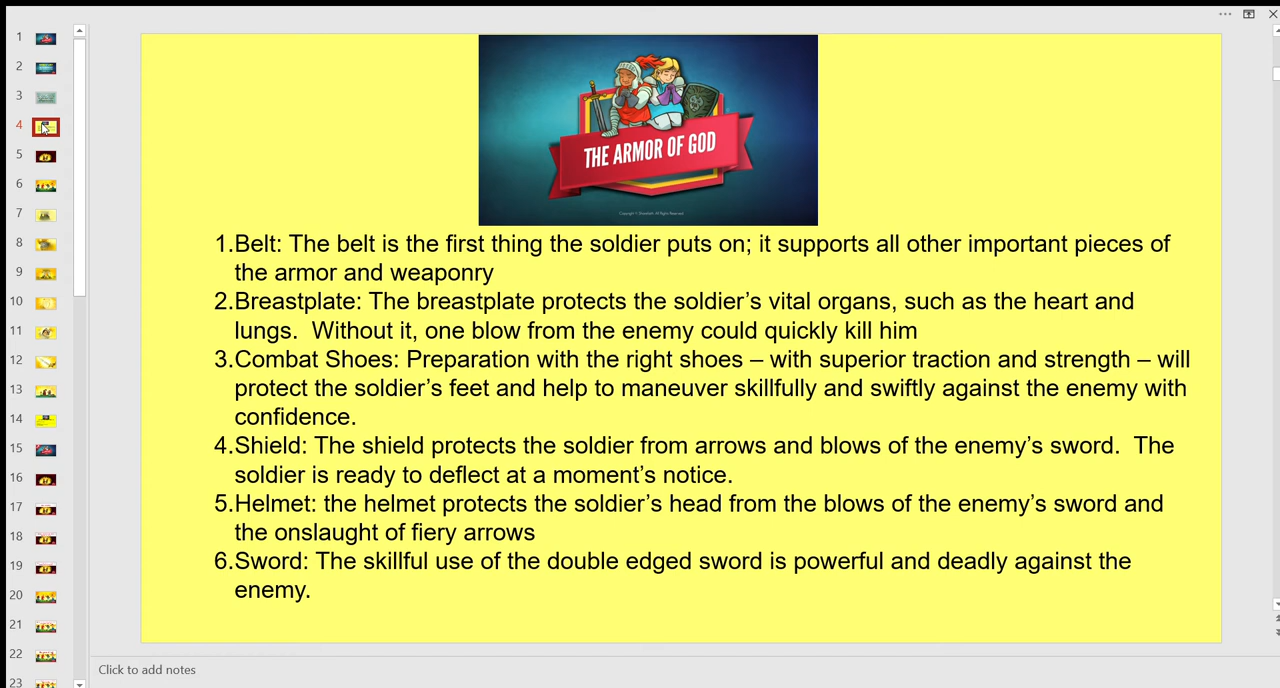 1
2
3
4
5
6
7
8
9
10
11
12
13
14
15
16
17
18
19
20
21
22
23
THE ARMOR OF GOD
1.Belt: The belt is the first thing the soldier puts on; it supports all other important pieces of
the armor and weaponry
2.Breastplate: The breastplate protects the soldier’s vital organs, such as the heart and
lungs.  Without it, one blow from the enemy could quickly kill him
3.Combat Shoes: Preparation with the right shoes – with superior traction and strength – will
protect the soldier’s feet and help to maneuver skillfully and swiftly against the enemy with
confidence.
4.Shield: The shield protects the soldier from arrows and blows of the enemy’s sword.  The
soldier is ready to deflect at a moment’s notice.
5.Helmet: the helmet protects the soldier’s head from the blows of the enemy’s sword and
the onslaught of fiery arrows
6.Sword: The skillful use of the double edged sword is powerful and deadly against the
enemy.
Click to add notes